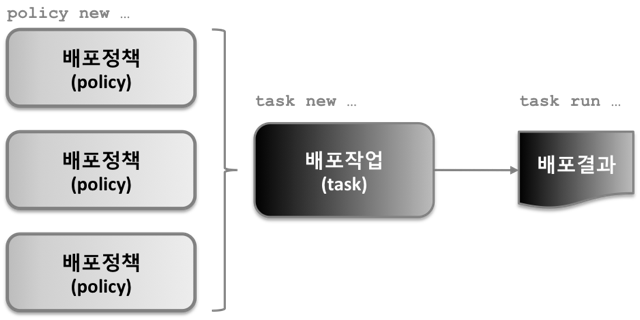 policy new …
배포정책
(policy)
배포정책
(policy)
배포정책
(policy)
task new …
배포작업
(task)
task run …
배포결과